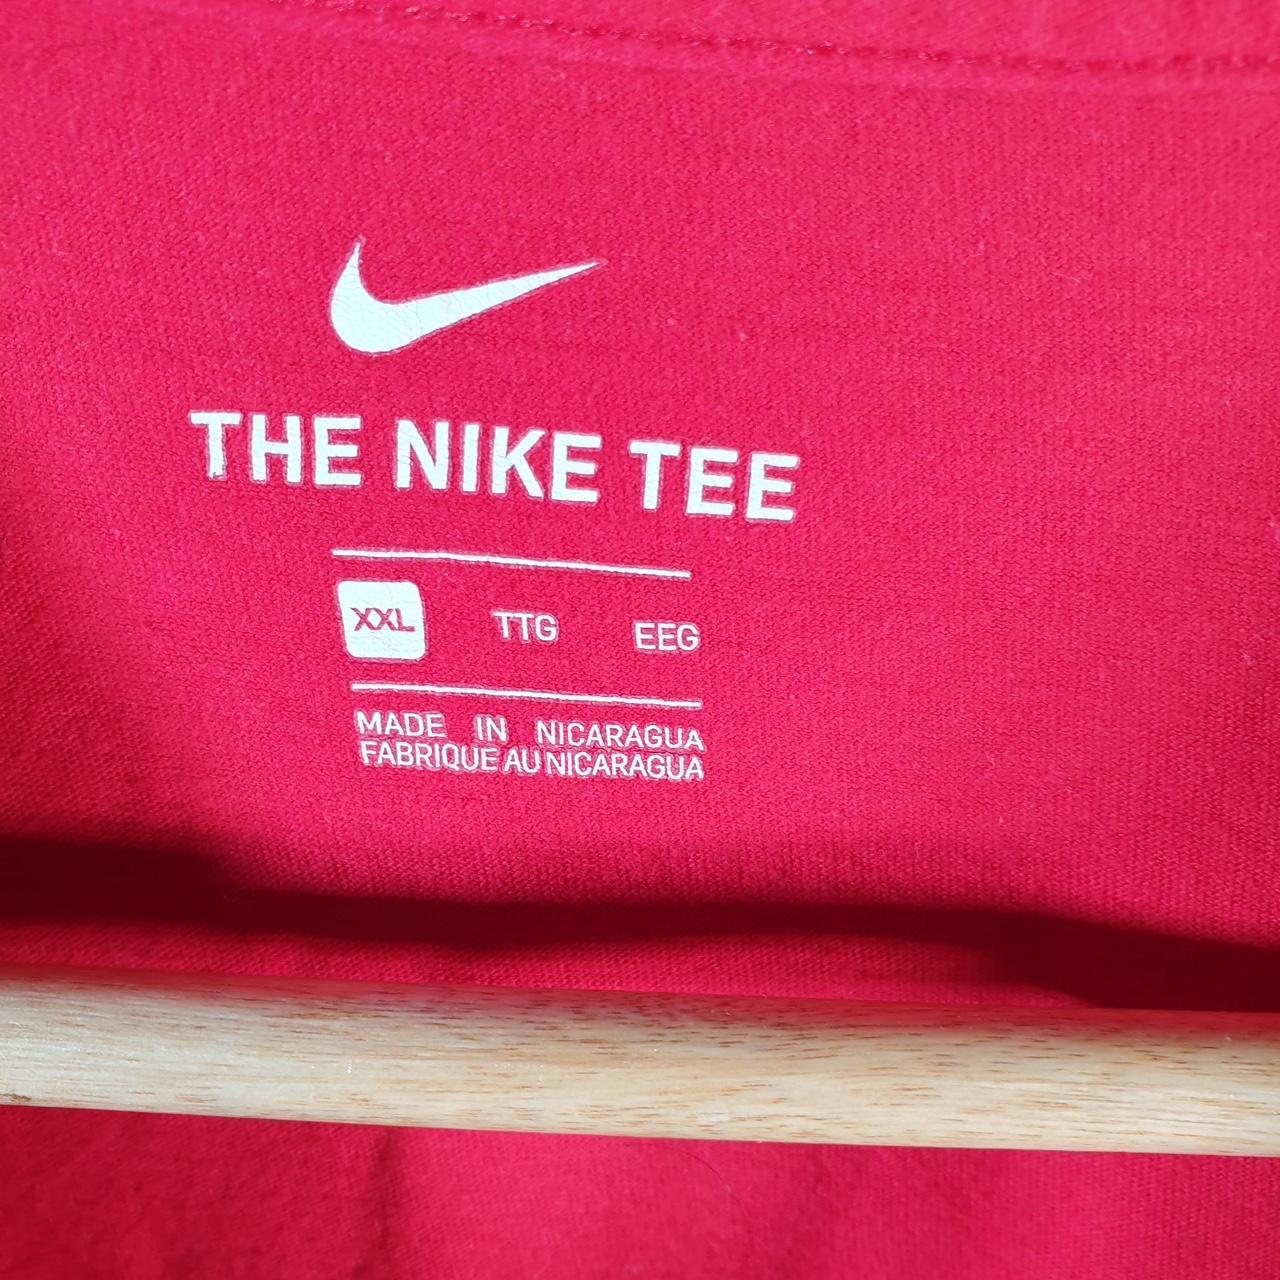 THE NIKE TEE
XXL TTG EEG
MADE IN NICARAGUA
FABRIQUE AU NICARAGUA